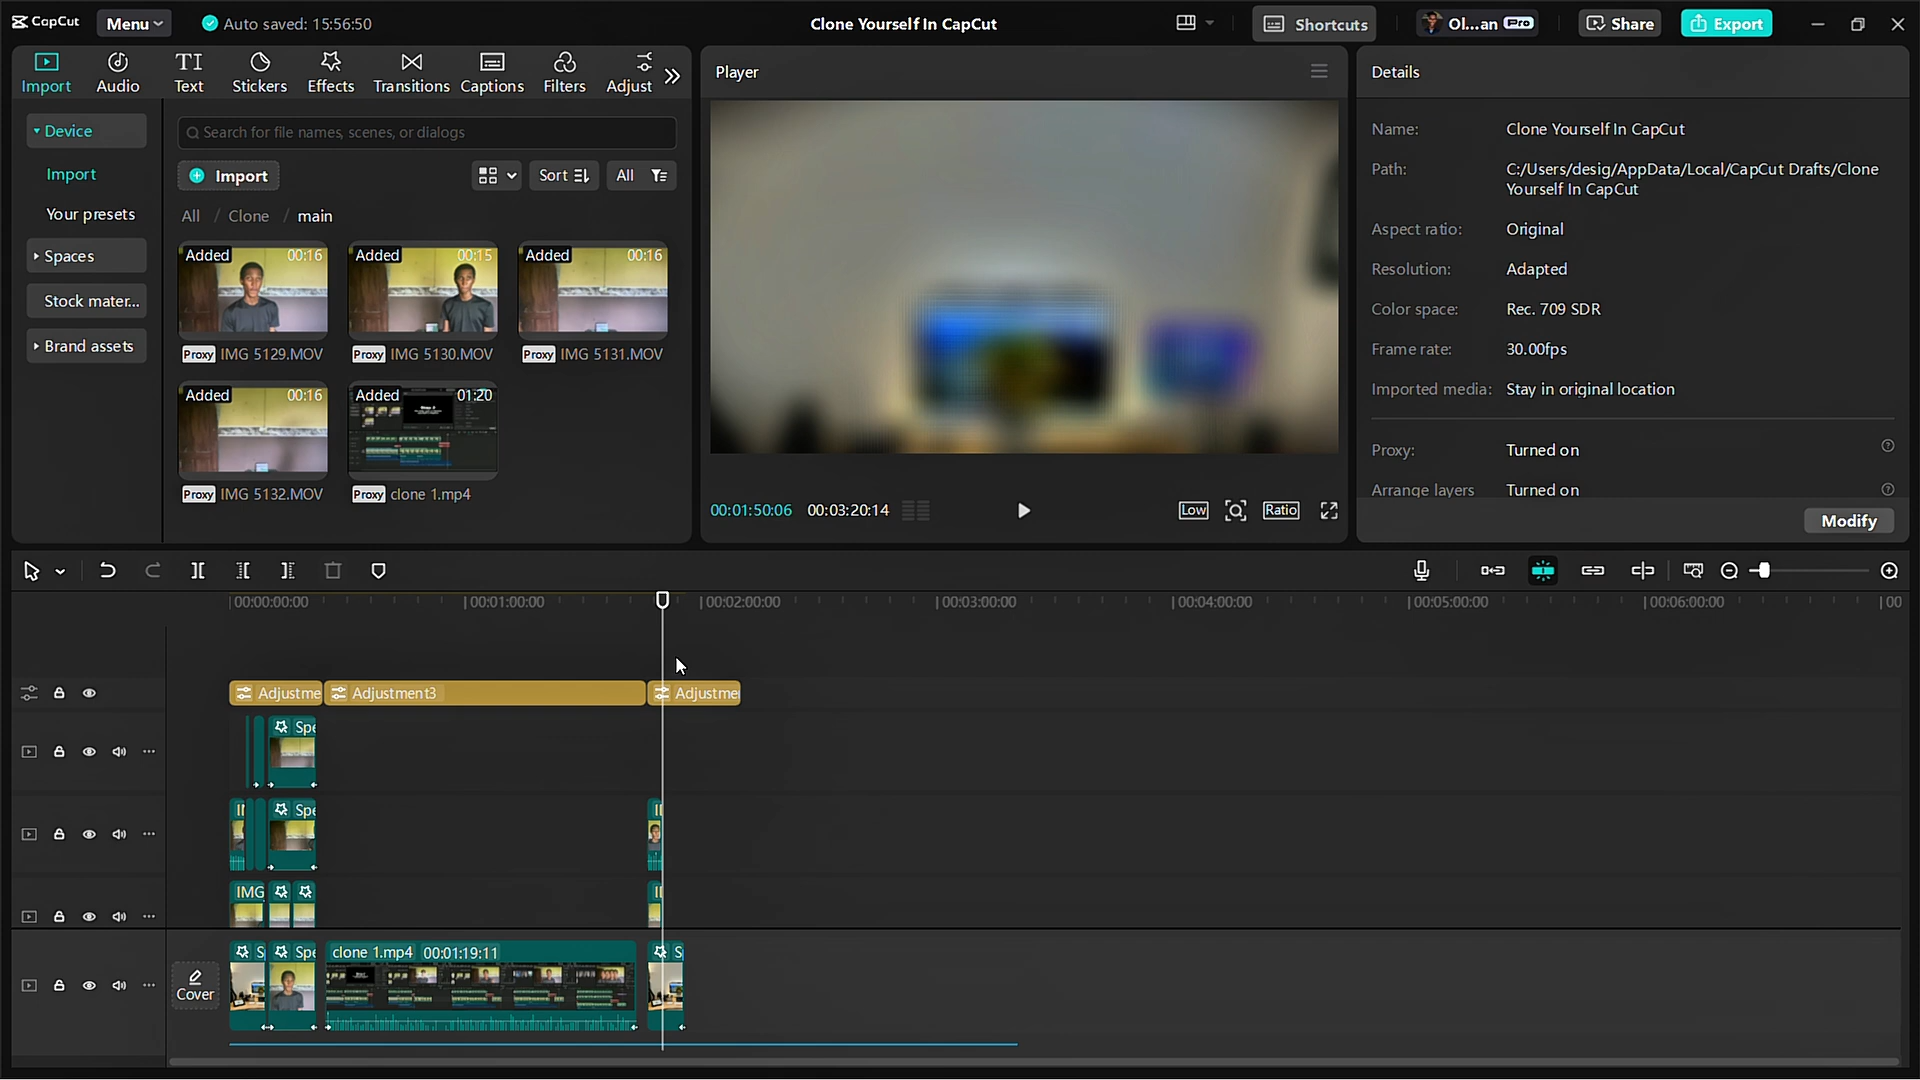 CapCut
Menu
Auto saved: 15:56:50
Clone Yourself In CapCut
Shortcuts
Ol...an Pro
Share
Export
Import
Audio
TI
Text
Stickers
Effects
Transitions
Captions
Filters
Adjust
Device
Import
Your presets
Spaces
Stock mater...
Brand assets
Search for file names, scenes, or dialogs
Import
Sort
All
All / Clone / main
Added 00:16
Added 00:15
Added 00:16
Proxy IMG 5129.MOV
Proxy IMG 5130.MOV
Proxy IMG 5131.MOV
Added 00:16
Added 01:20
Proxy IMG 5132.MOV
Proxy clone 1.mp4
Player
00:01:50:06 00:03:20:14
Low
Ratio
Details
Name: Clone Yourself In CapCut
Path: C:/Users/desig/AppData/Local/CapCut Drafts/Clone
Yourself In CapCut
Aspect ratio: Original
Resolution: Adapted
Color space: Rec. 709 SDR
Frame rate: 30.00fps
Imported media: Stay in original location
Proxy: Turned on
Arrange layers Turned on
Modify
00:00:00:00
00:01:00:00
00:02:00:00
00:03:00:00
00:04:00:00
00:05:00:00
00:06:00:00
00
Adjustme
Adjustment3
Adjustme
Spe
Spe
IMG
S
Spe
clone 1.mp4 00:01:19:11
S
Cover